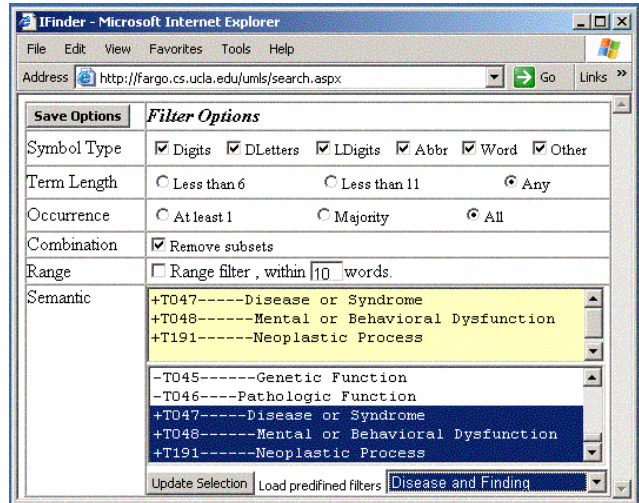 IFinder - Microsoft Internet Explorer
File Edit View Favorites Tools Help
Address http://fargo.cs.ucla.edu/umls/search.aspx Go Links »
Save Options Filter Options
Symbol Type Digits DLetters LDigits Abbr Word Other
Term Length Less than 6 Less than 11 Any
Occurrence At least 1 Majority All
Combination Remove subsets
Range Range filter , within 10 words.
Semantic +T047-----Disease or Syndrome
+T048-----Mental or Behavioral Dysfunction
+T191-----Neoplastic Process
-T045------Genetic Function
-T046----Pathologic Function
+T047-----Disease or Syndrome
+T048------Mental or Behavioral Dysfunction
+T191------Neoplastic Process
Update Selection Load predifined filters Disease and Finding